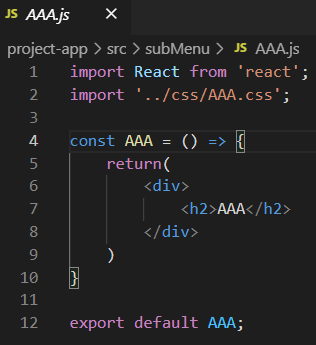 JS AAA.js ×
project-app > src > subMenu > JS AAA.js
1 import React from 'react';
2 import '../css/AAA.css';
3
4 const AAA = () => {
5 return(
6 <div>
7 <h2>AAA</h2>
8 </div>
9 )
10 }
11
12 export default AAA;